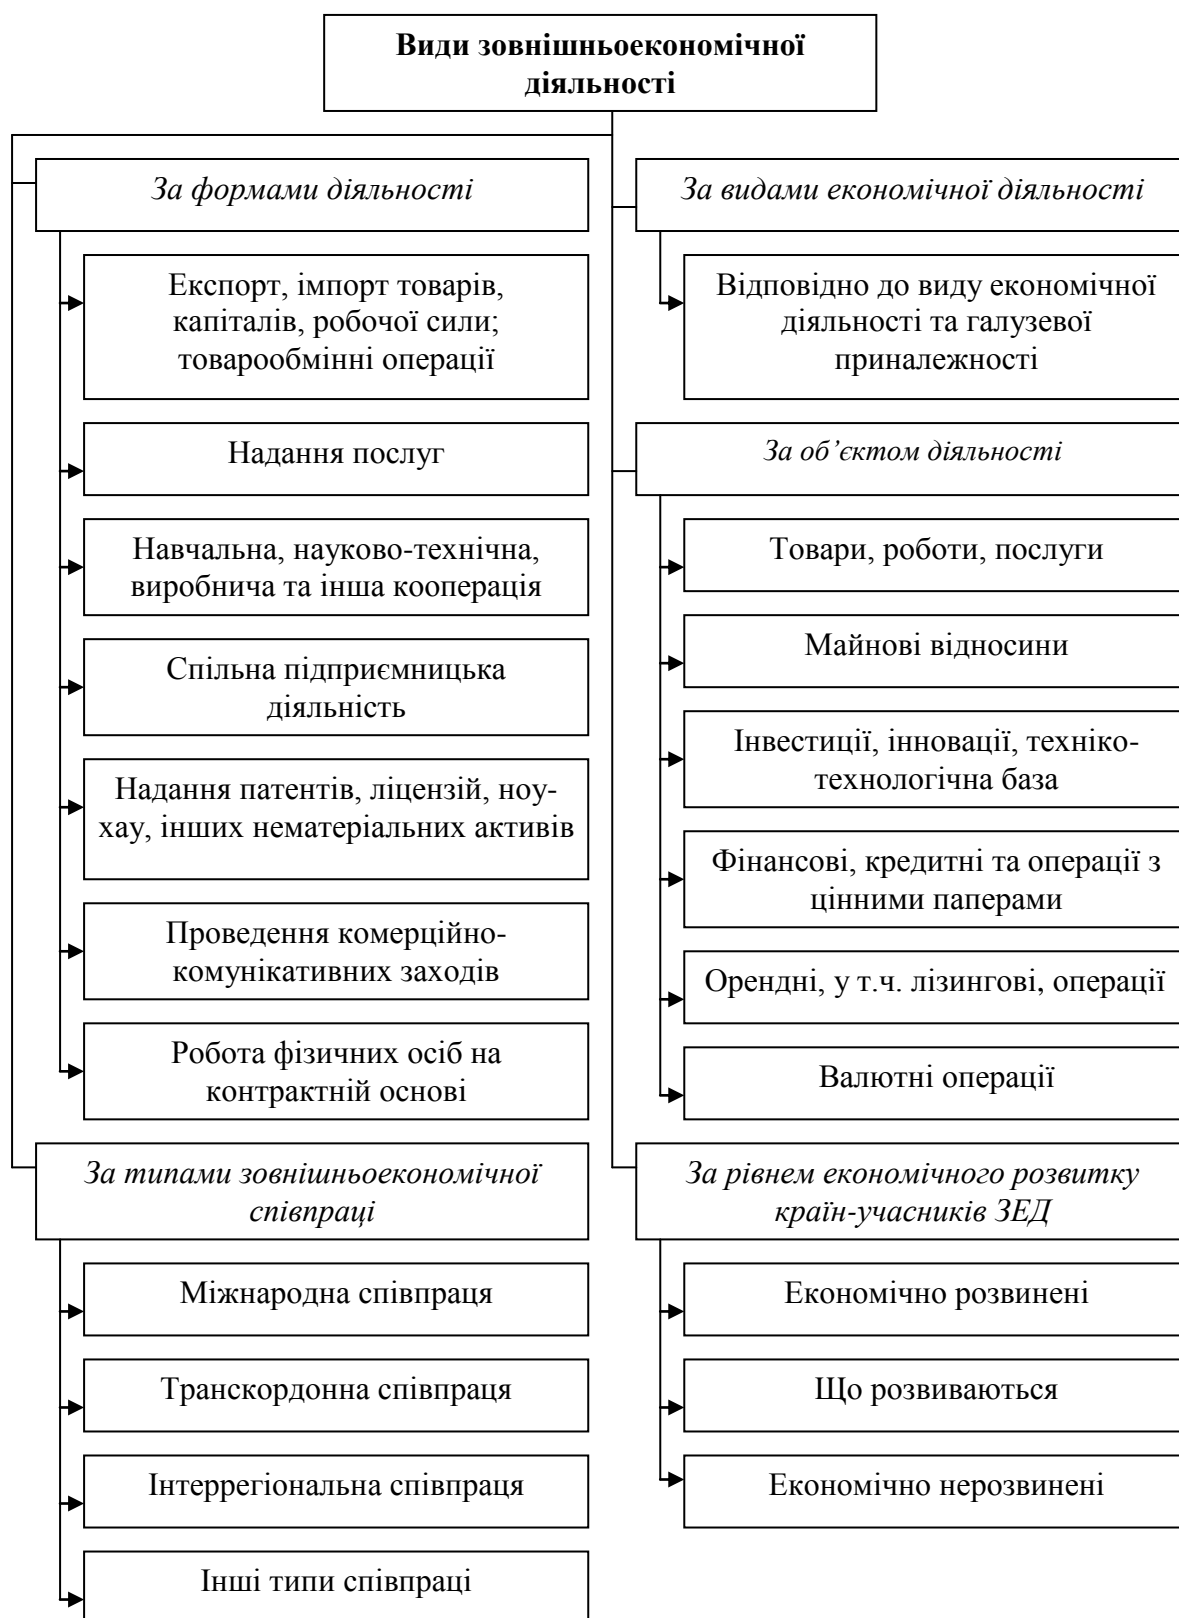 Види зовнішньоекономічної
діяльності
За формами діяльності
Експорт, імпорт товарів,
капіталів, робочої сили;
товарообмінні операції
Надання послуг
Навчальна, науково-технічна,
виробнича та інша кооперація
Спільна підприємницька
діяльність
Надання патентів, ліцензій, ноу-
хау, інших нематеріальних активів
Проведення комерційно-
комунікативних заходів
Робота фізичних осіб на
контрактній основі
За типами зовнішньоекономічної
співпраці
Міжнародна співпраця
Транскордонна співпраця
Інтеррегіональна співпраця
Інші типи співпраці
За видами економічної діяльності
Відповідно до виду економічної
діяльності та галузевої
приналежності
За об’єктом діяльності
Товари, роботи, послуги
Майнові відносини
Інвестиції, інновації, техніко-
технологічна база
Фінансові, кредитні та операції з
цінними паперами
Орендні, у т.ч. лізингові, операції
Валютні операції
За рівнем економічного розвитку
країн-учасників ЗЕД
Економічно розвинені
Що розвиваються
Економічно нерозвинені